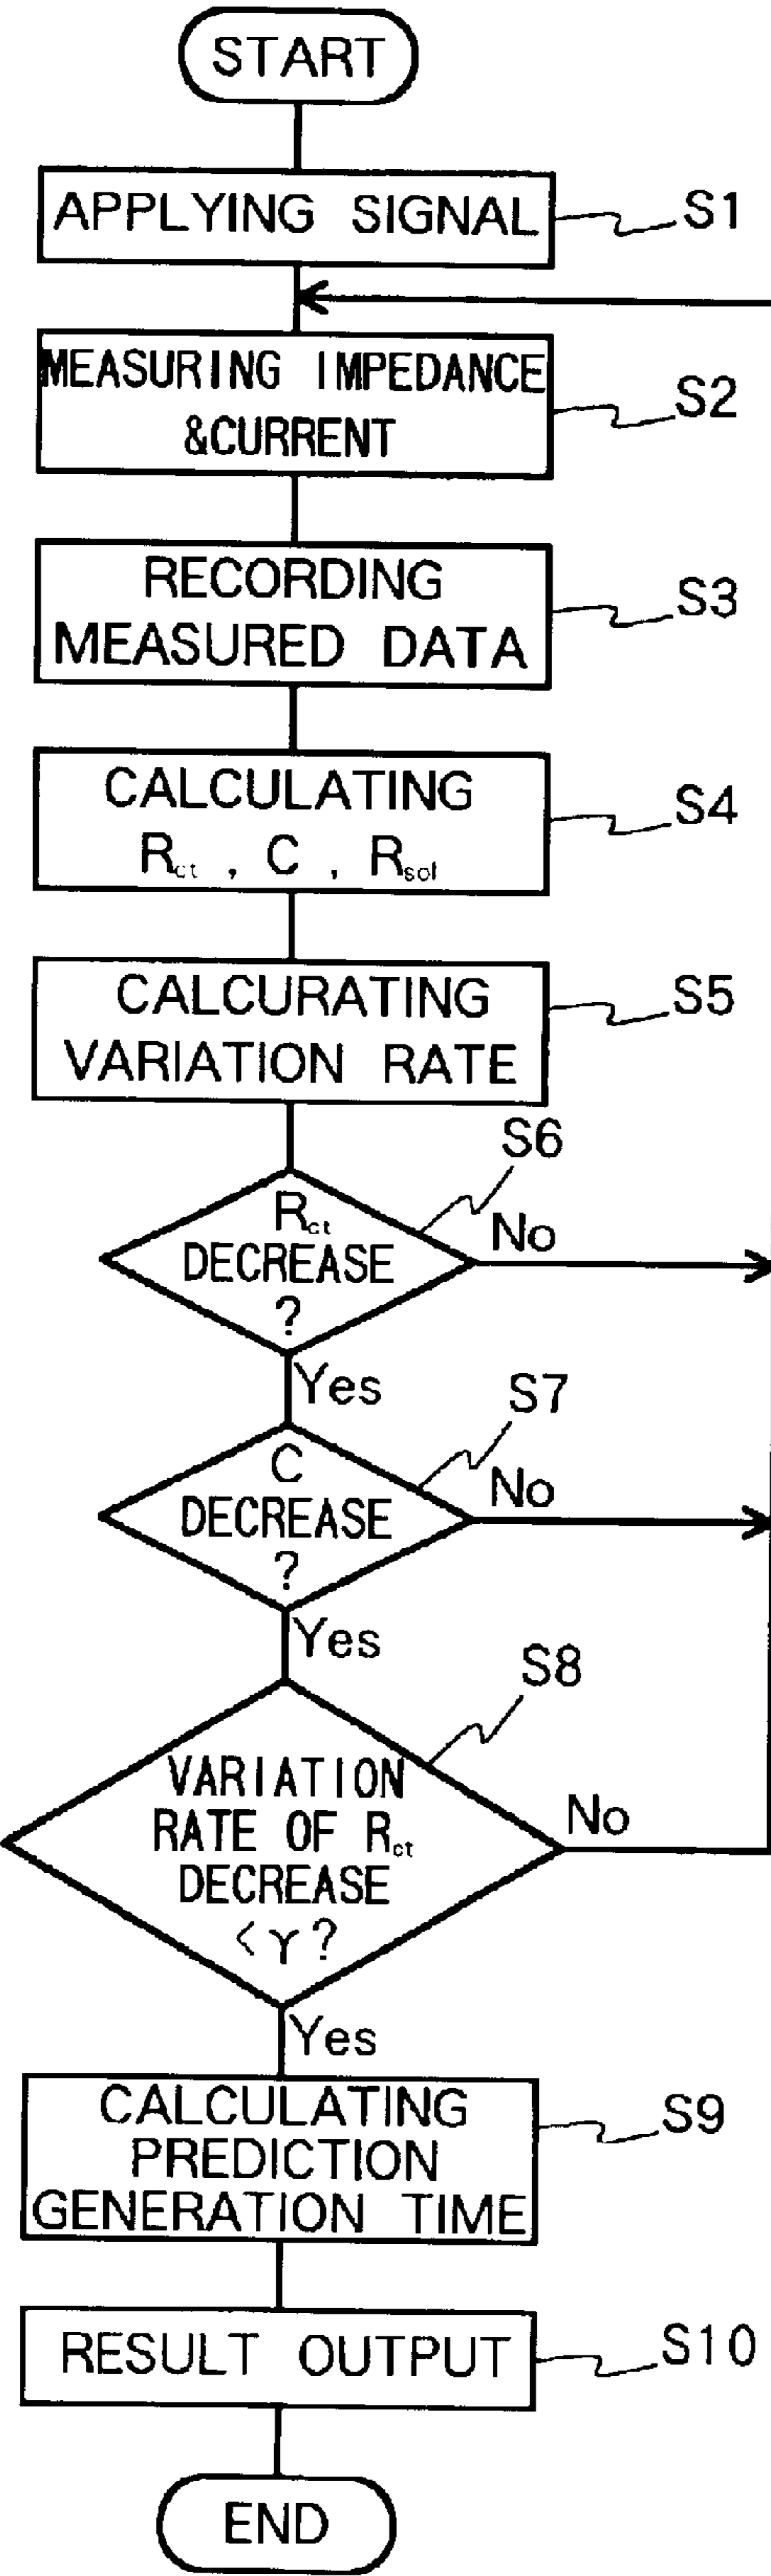 START
APPLYING SIGNAL
S1
MEASURING IMPEDANCE
&CURRENT
S2
RECORDING
MEASURED DATA
S3
CALCULATING
Rct , C , Rsol
S4
CALCURATING
VARIATION RATE
S5
S6
Rct
DECREASE
?
No
Yes
S7
C
DECREASE
?
No
Yes
S8
VARIATION
RATE OF Rct
DECREASE
< γ ?
No
Yes
CALCULATING
PREDICTION
GENERATION TIME
S9
RESULT OUTPUT
S10
END